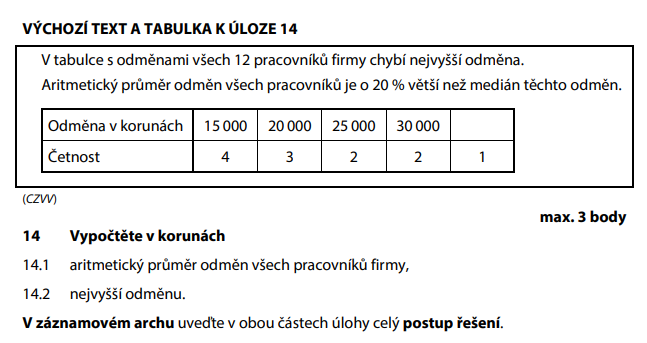 VÝCHOZÍ TEXT A TABULKA K ÚLOZE 14
V tabulce s odměnami všech 12 pracovníků firmy chybí nejvyšší odměna.
Aritmetický průměr odměn všech pracovníků je o 20 % větší než medián těchto odměn.
Odměna v korunách 15 000 20 000 25 000 30 000
Četnost 4 3 2 2 1
(CZVV)
max. 3 body
14 Vypočtěte v korunách
14.1 aritmetický průměr odměn všech pracovníků firmy,
14.2 nejvyšší odměnu.
V záznamovém archu uveďte v obou částech úlohy celý postup řešení.